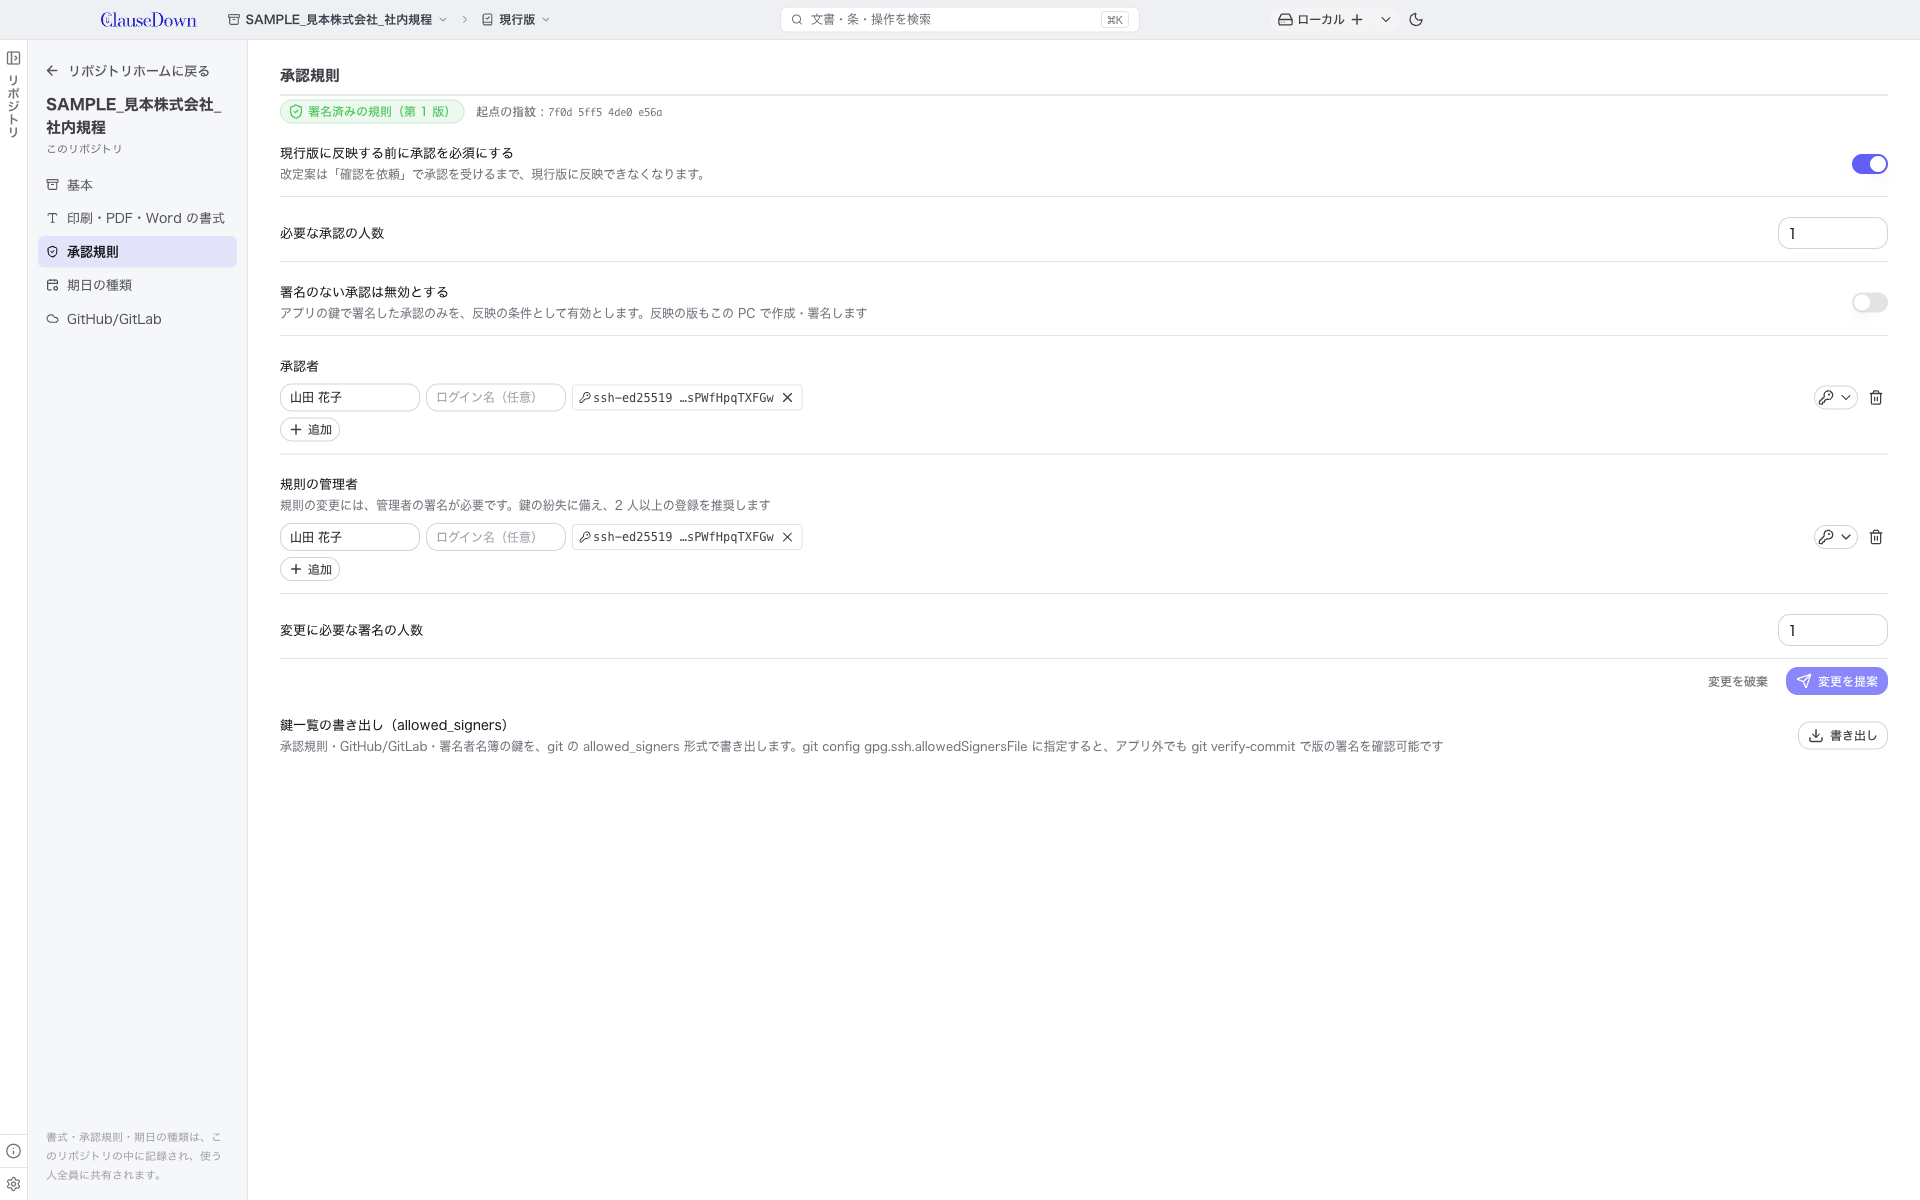 ClauseDown
SAMPLE_見本株式会社_社内規程
現行版
文書・条・操作を検索
⌘K
ローカル
リポジトリ
リポジトリホームに戻る
SAMPLE_見本株式会社_
社内規程
このリポジトリ
基本
印刷・PDF・Word の書式
承認規則
期日の種類
GitHub/GitLab
書式・承認規則・期日の種類は、こ
のリポジトリの中に記録され、使う
人全員に共有されます。
承認規則
署名済みの規則（第 1 版） 起点の指紋：7f0d 5ff5 4de0 e56a
現行版に反映する前に承認を必須にする
改定案は「確認を依頼」で承認を受けるまで、現行版に反映できなくなります。
必要な承認の人数 1
署名のない承認は無効とする
アプリの鍵で署名した承認のみを、反映の条件として有効とします。反映の版もこの PC で作成・署名します
承認者
山田 花子 ログイン名（任意） ssh-ed25519 …sPWfHpqTXFGw
追加
規則の管理者
規則の変更には、管理者の署名が必要です。鍵の紛失に備え、2 人以上の登録を推奨します
山田 花子 ログイン名（任意） ssh-ed25519 …sPWfHpqTXFGw
追加
変更に必要な署名の人数 1
変更を破棄 変更を提案
鍵一覧の書き出し（allowed_signers）
承認規則・GitHub/GitLab・署名者名簿の鍵を、git の allowed_signers 形式で書き出します。git config gpg.ssh.allowedSignersFile に指定すると、アプリ外でも git verify-commit で版の署名を確認可能です
書き出し